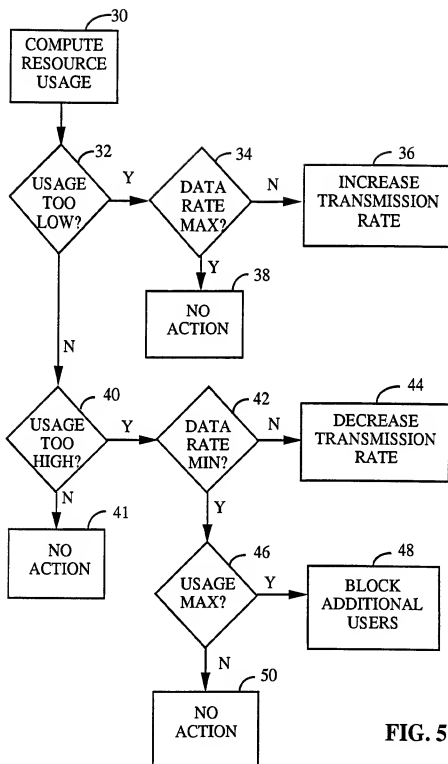 30
COMPUTE
RESOURCE
USAGE
32
USAGE
TOO
LOW?
Y
34
DATA
RATE
MAX?
N
36
INCREASE
TRANSMISSION
RATE
Y
38
NO
ACTION
N
40
USAGE
TOO
HIGH?
Y
42
DATA
RATE
MIN?
N
44
DECREASE
TRANSMISSION
RATE
N
41
NO
ACTION
Y
46
USAGE
MAX?
Y
48
BLOCK
ADDITIONAL
USERS
N
50
NO
ACTION
FIG. 5